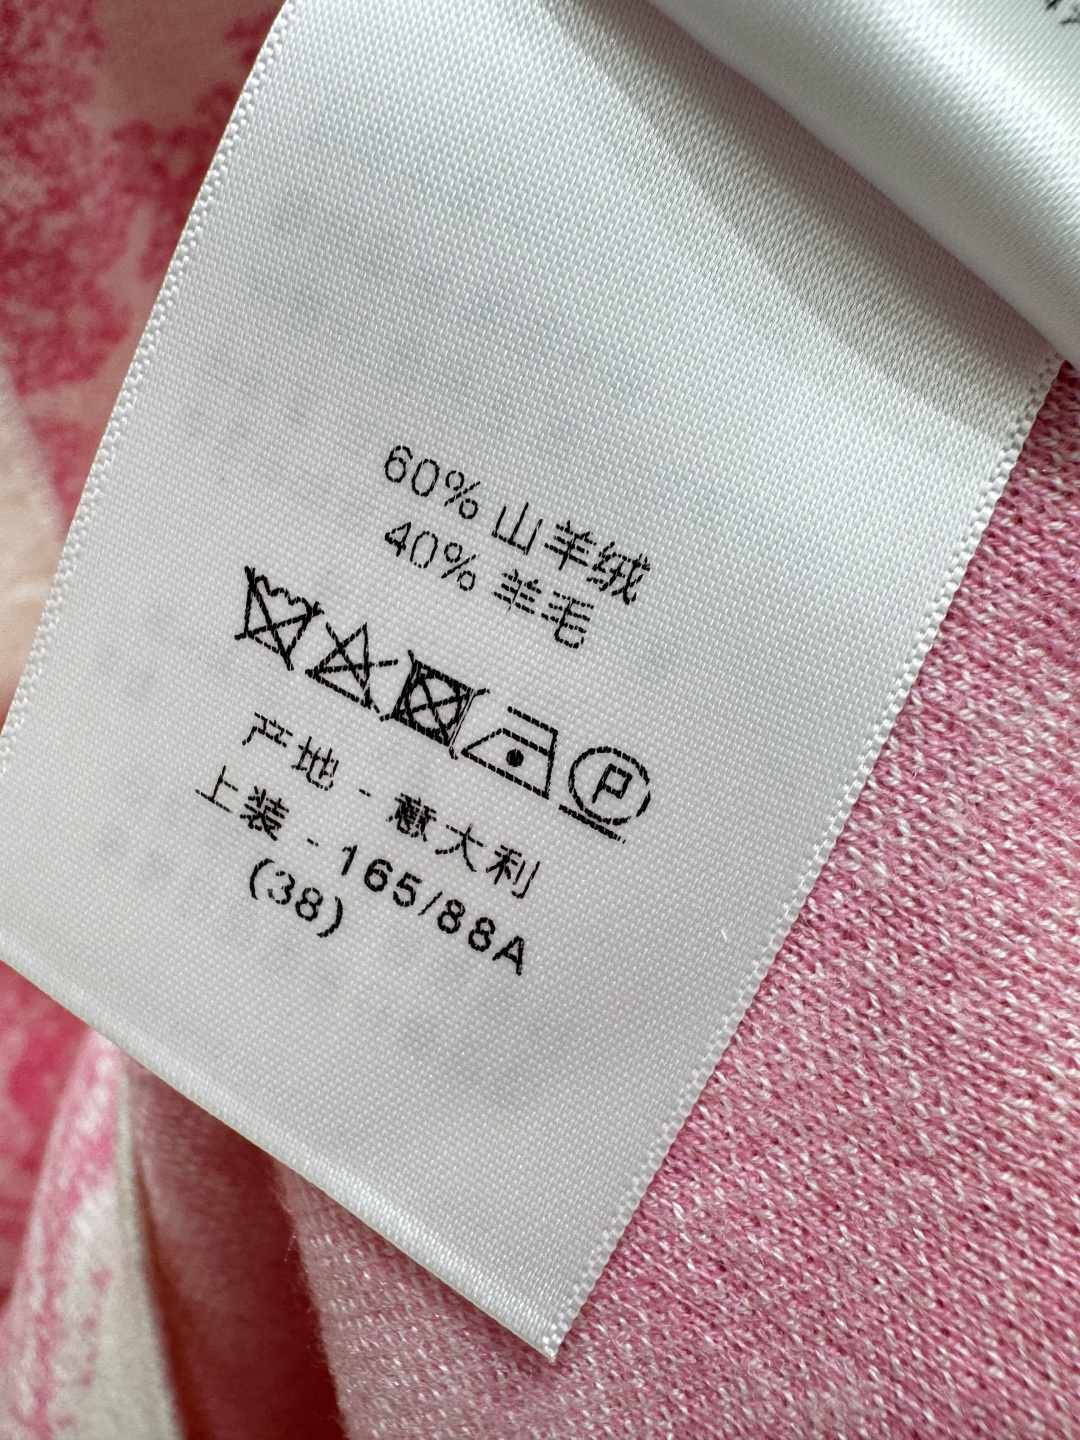 60% 山羊绒
40% 羊毛
P
产地 - 意大利
上装 - 165/88A
(38)